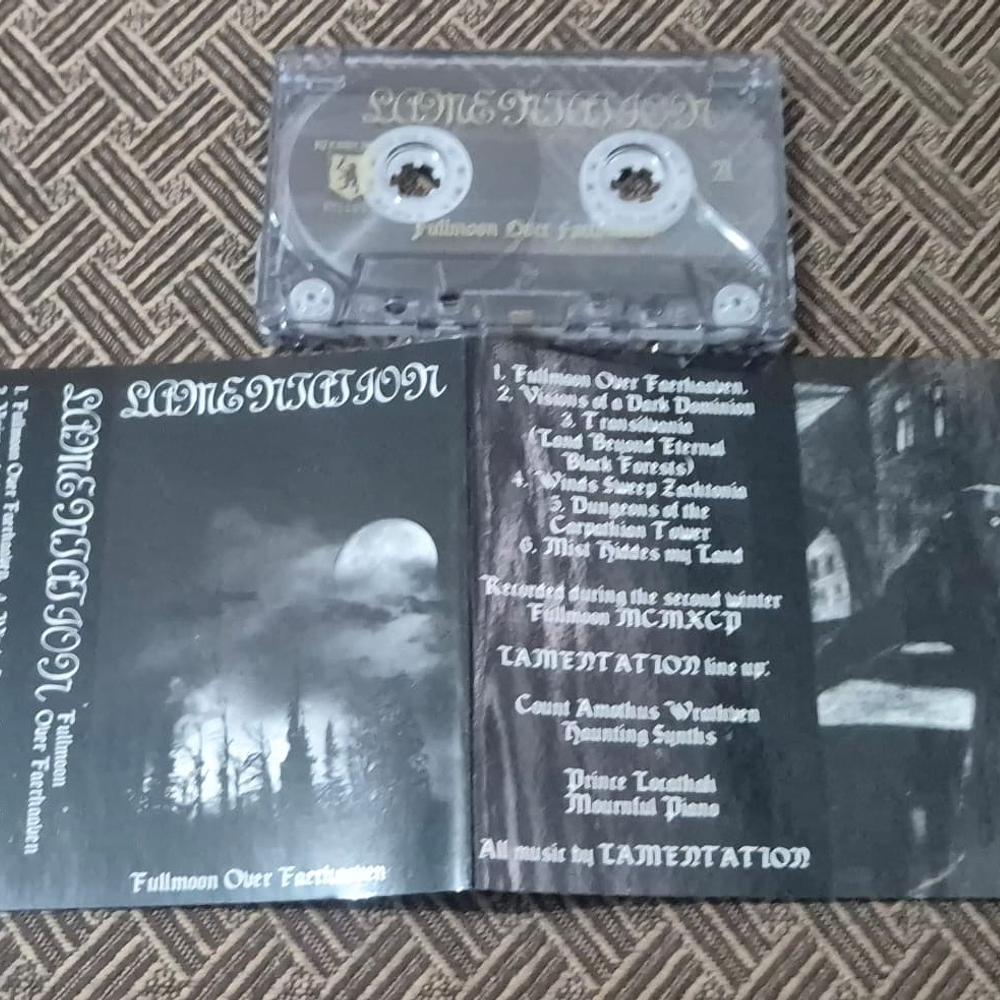 LAMENTATION
A
Fullmoon Over Faerhaaven
LAMENTATION
Fullmoon Over Faerhaaven
LAMENTATION
Fullmoon Over Faerhaaven
1. Fullmoon Over Faerhaaven
1. Fullmoon Over Faerhaaven.
2. Visions of a Dark Dominion
3. Transilvania
(Land Beyond Eternal
Black Forests)
4. Winds Sweep Zachtonia
5. Dungeons of the
Carpathian Tower
6. Mist Hiddes my Land
Recorded during the second winter
Fullmoon MCMXCV
LAMENTATION line up:
Count Amothus Wrathven
Haunting Synths
Prince Locathah
Mournful Piano
All music by LAMENTATION